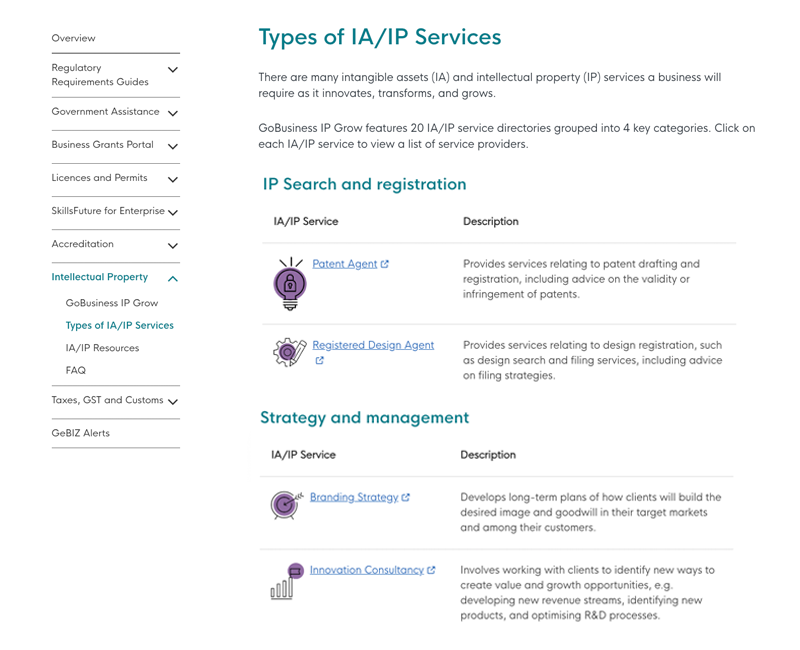 Overview
Regulatory
Requirements Guides
Government Assistance
Business Grants Portal
Licences and Permits
SkillsFuture for Enterprise
Accreditation
Intellectual Property
GoBusiness IP Grow
Types of IA/IP Services
IA/IP Resources
FAQ
Taxes, GST and Customs
GeBIZ Alerts
Types of IA/IP Services
There are many intangible assets (IA) and intellectual property (IP) services a business will
require as it innovates, transforms, and grows.
GoBusiness IP Grow features 20 IA/IP service directories grouped into 4 key categories. Click on
each IA/IP service to view a list of service providers.
IP Search and registration
IA/IP Service
Description
Patent Agent
Provides services relating to patent drafting and
registration, including advice on the validity or
infringement of patents.
Registered Design Agent
Provides services relating to design registration, such
as design search and filing services, including advice
on filing strategies.
Strategy and management
IA/IP Service
Description
Branding Strategy
Develops long-term plans of how clients will build the
desired image and goodwill in their target markets
and among their customers.
Innovation Consultancy
Involves working with clients to identify new ways to
create value and growth opportunities, e.g.
developing new revenue streams, identifying new
products, and optimising R&D processes.